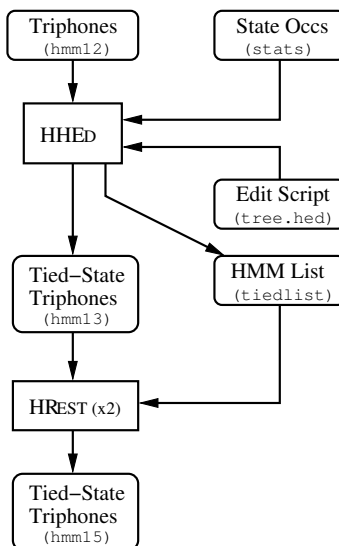 Triphones
(hmm12)
State Occs
(stats)
HHED
Edit Script
(tree.hed)
Tied-State
Triphones
(hmm13)
HMM List
(tiedlist)
HREST (x2)
Tied-State
Triphones
(hmm15)